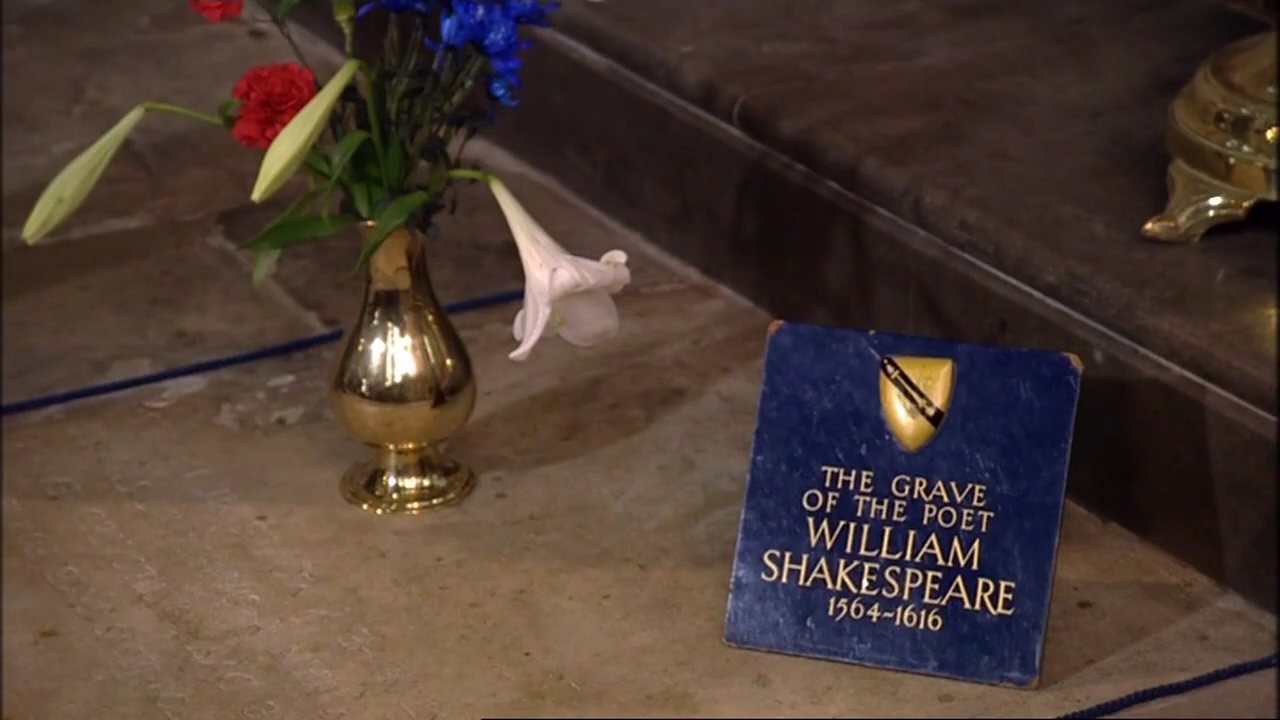 THE GRAVE
OF THE POET
WILLIAM
SHAKESPEARE
1564~1616